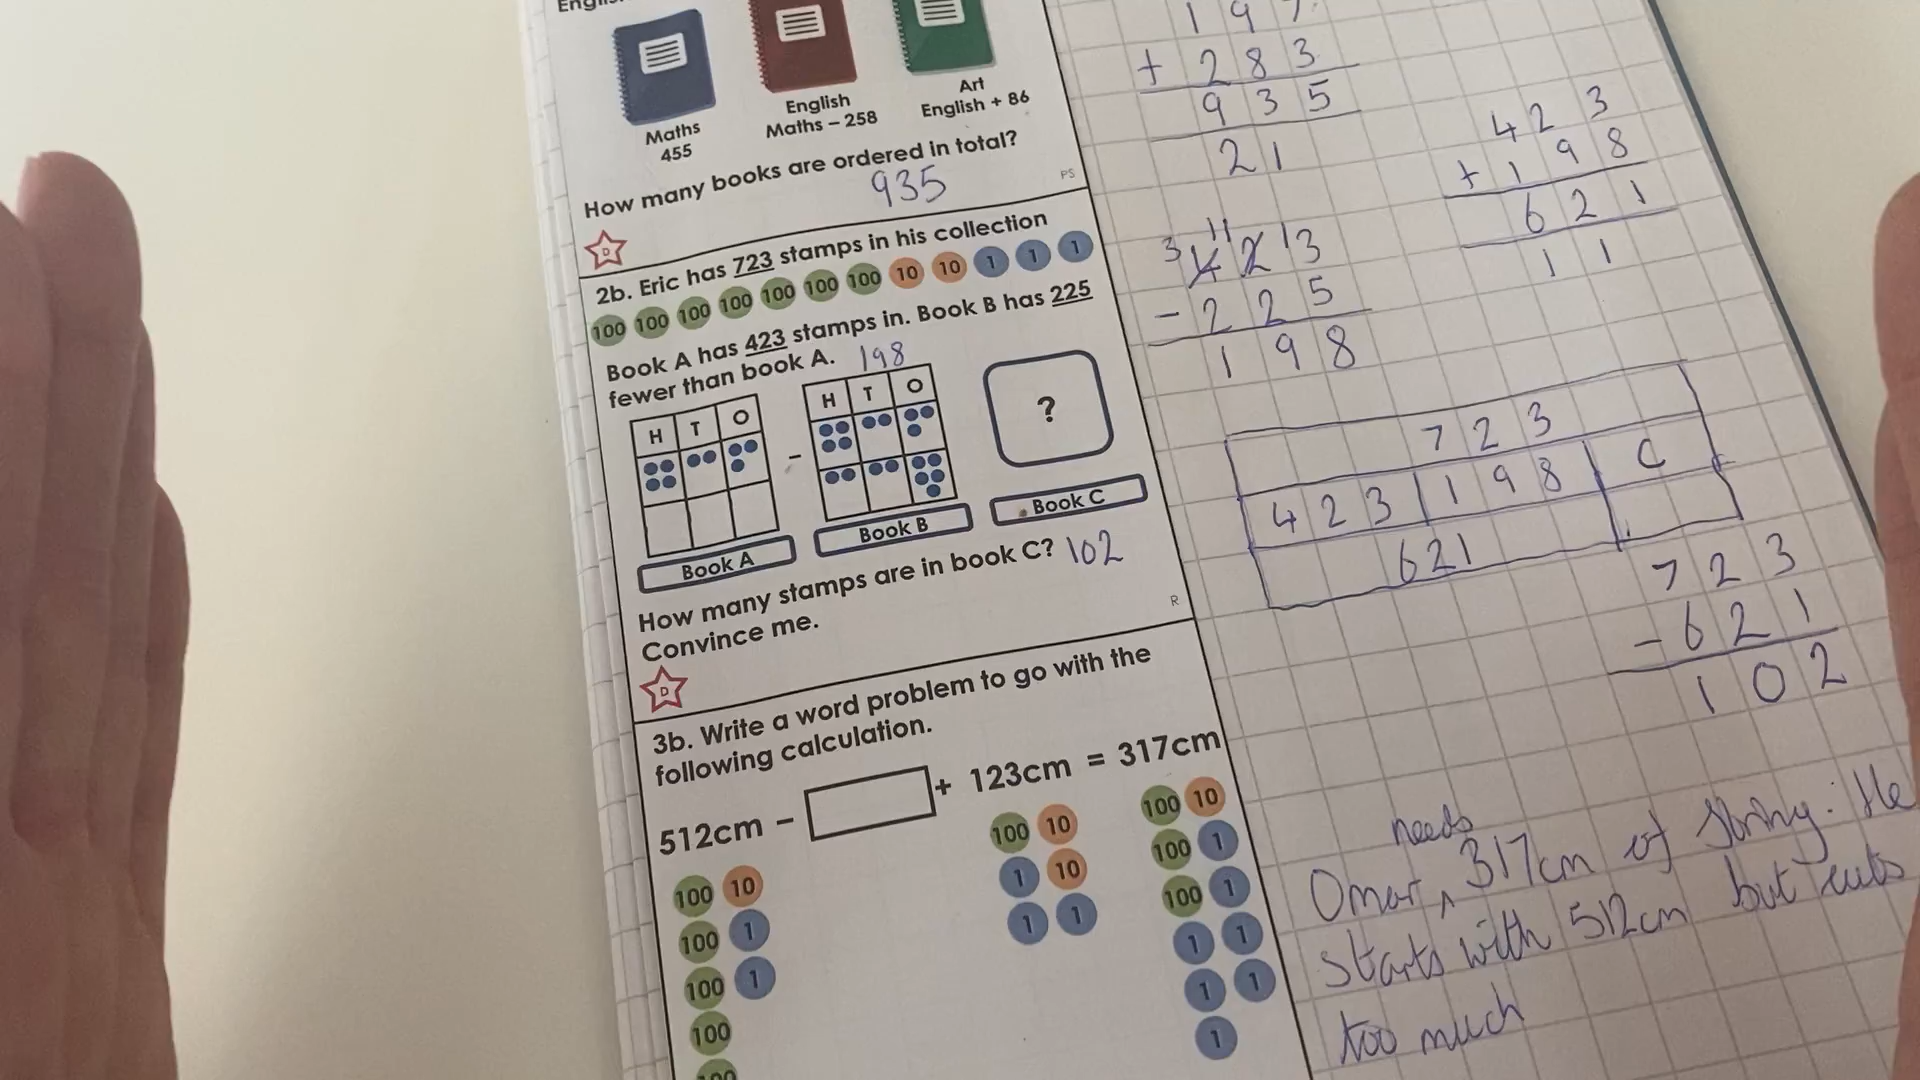 Maths
455
English
Maths – 258
Art
English + 86
How many books are ordered in total?
935
PS
D
2b. Eric has 723 stamps in his collection
100 100 100 100 100 100 100 10 10 1 1 1
Book A has 423 stamps in. Book B has 225
fewer than book A. 198
H T O
-
H T O
?
Book A
Book B
Book C
How many stamps are in book C? 102
Convince me.
R
D
3b. Write a word problem to go with the
following calculation.
512cm – + 123cm = 317cm
100 10
100 1
100 1
100
100
100 10
1 10
1 1
100 10
100 1
100 1
1 1
1 1
1
1 9 7
+ 2 8 3
9 3 5
2 1
4 2 3
+ 1 9 8
6 2 1
1 1
3 11 1
4 2 3
- 2 2 5
1 9 8
7 2 3
4 2 3 1 9 8 C
621
7 2 3
- 6 2 1
1 0 2
needs
Omar ^ 317cm of string. He
starts with 512cm but cuts
too much